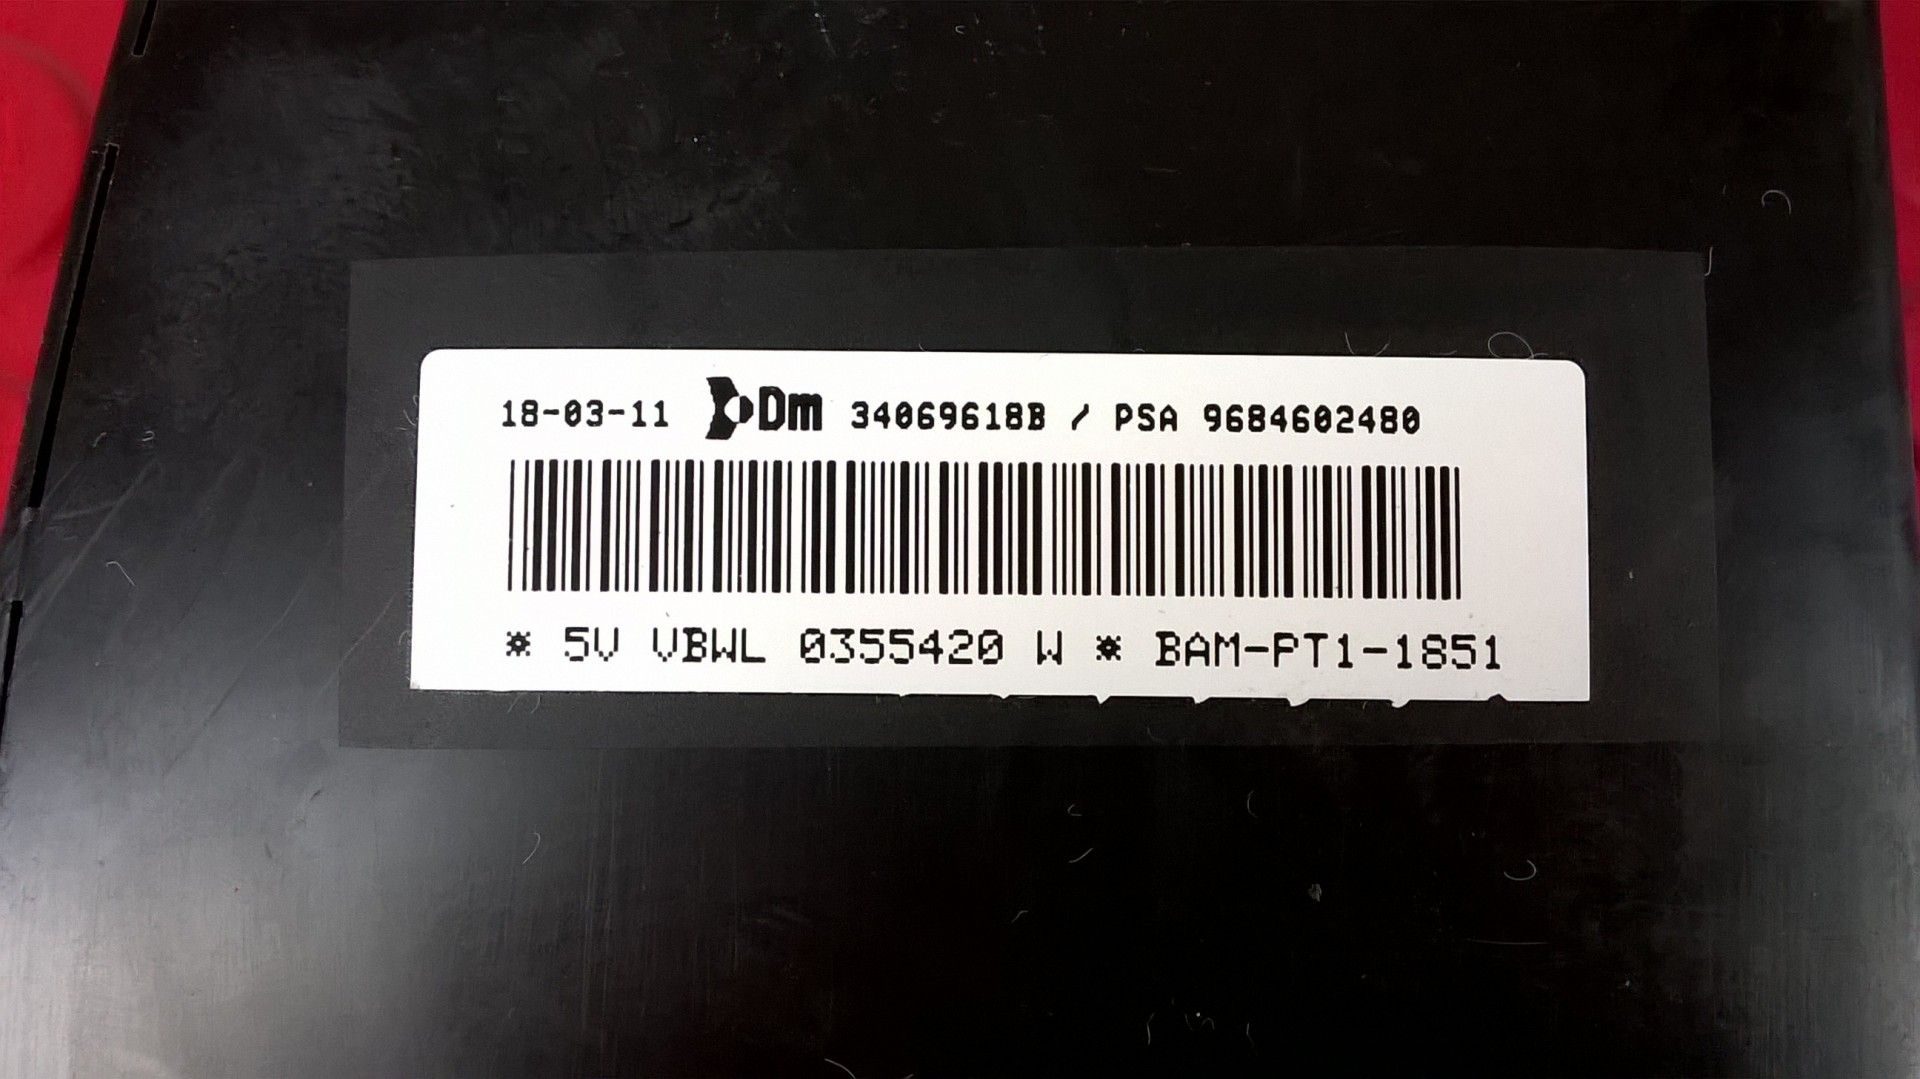 18-03-11 Dm 34069618B / PSA 9684602480
* 5V VBWL 0355420 W * BAM-PT1-1851